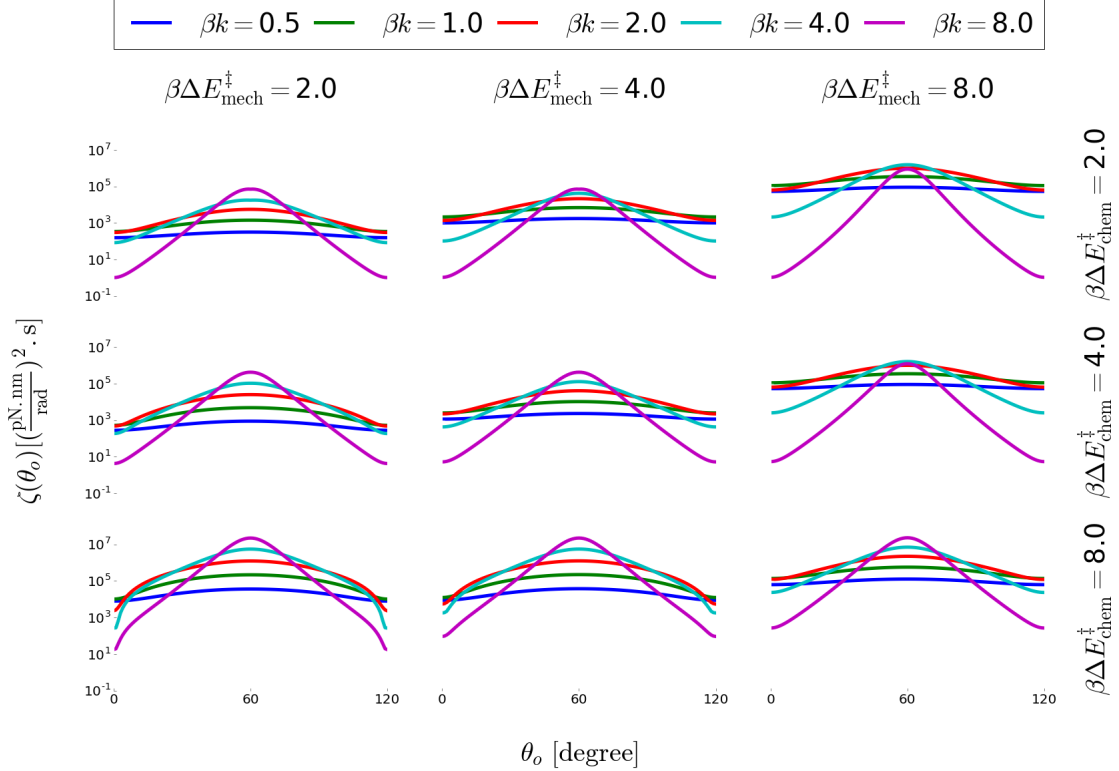 βk = 0.5 βk = 1.0 βk = 2.0 βk = 4.0 βk = 8.0
βΔE‡mech = 2.0 βΔE‡mech = 4.0 βΔE‡mech = 8.0
10⁷
10⁵
10³
10¹
10⁻¹
βΔE‡chem = 2.0
10⁷
10⁵
10³
10¹
10⁻¹
βΔE‡chem = 4.0
10⁷
10⁵
10³
10¹
10⁻¹
βΔE‡chem = 8.0
ζ(θo)[(pN.nm/rad)².s]
0 60 120 0 60 120 0 60 120
θo [degree]